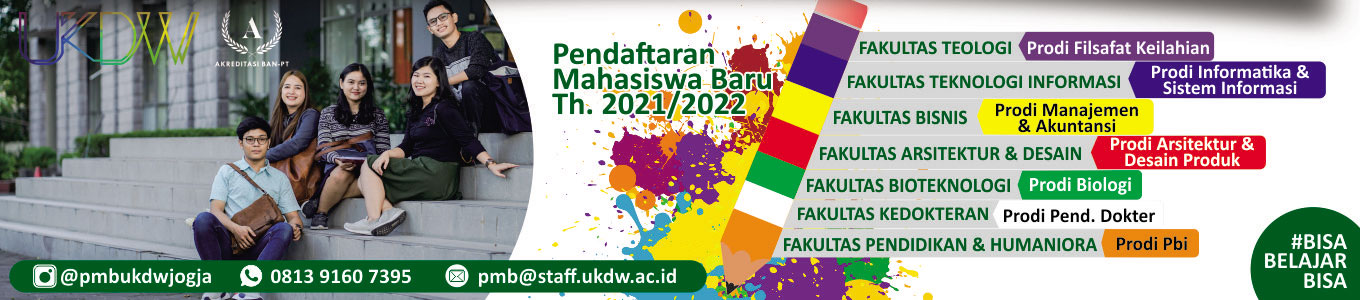 UKDW
A
AKREDITASI BAN-PT
Pendaftaran
Mahasiswa Baru
Th. 2021/2022
FAKULTAS TEOLOGI Prodi Filsafat Keilahian
FAKULTAS TEKNOLOGI INFORMASI Prodi Informatika &
Sistem Informasi
FAKULTAS BISNIS Prodi Manajemen
& Akuntansi
FAKULTAS ARSITEKTUR & DESAIN Prodi Arsitektur &
Desain Produk
FAKULTAS BIOTEKNOLOGI Prodi Biologi
FAKULTAS KEDOKTERAN Prodi Pend. Dokter
FAKULTAS PENDIDIKAN & HUMANIORA Prodi Pbi
@pmbukdwjogja 0813 9160 7395 pmb@staff.ukdw.ac.id
#BISA
BELAJAR
BISA